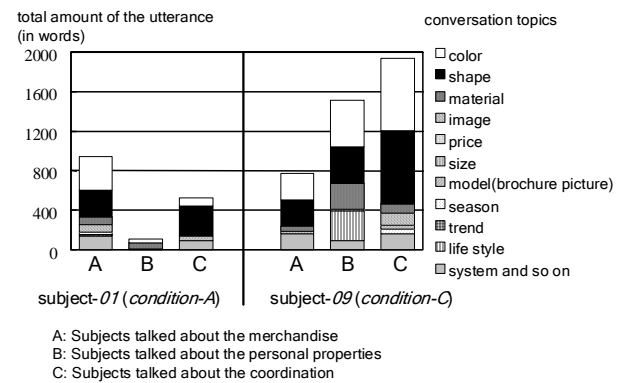 total amount of the utterance
(in words)
conversation topics
2000
1600
1200
800
400
0
color
shape
material
image
price
size
model(brochure picture)
season
trend
life style
system and so on
A B C A B C
subject-01 (condition-A) subject-09 (condition-C)
A: Subjects talked about the merchandise
B: Subjects talked about the personal properties
C: Subjects talked about the coordination